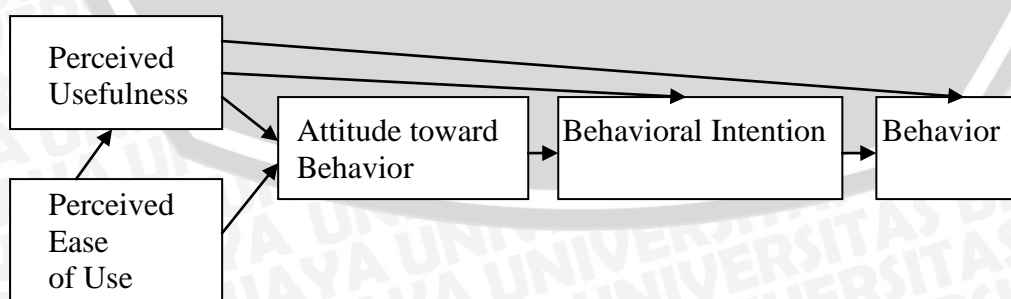 Perceived
Usefulness
Attitude toward
Behavior
Behavioral Intention
Behavior
Perceived
Ease
of Use